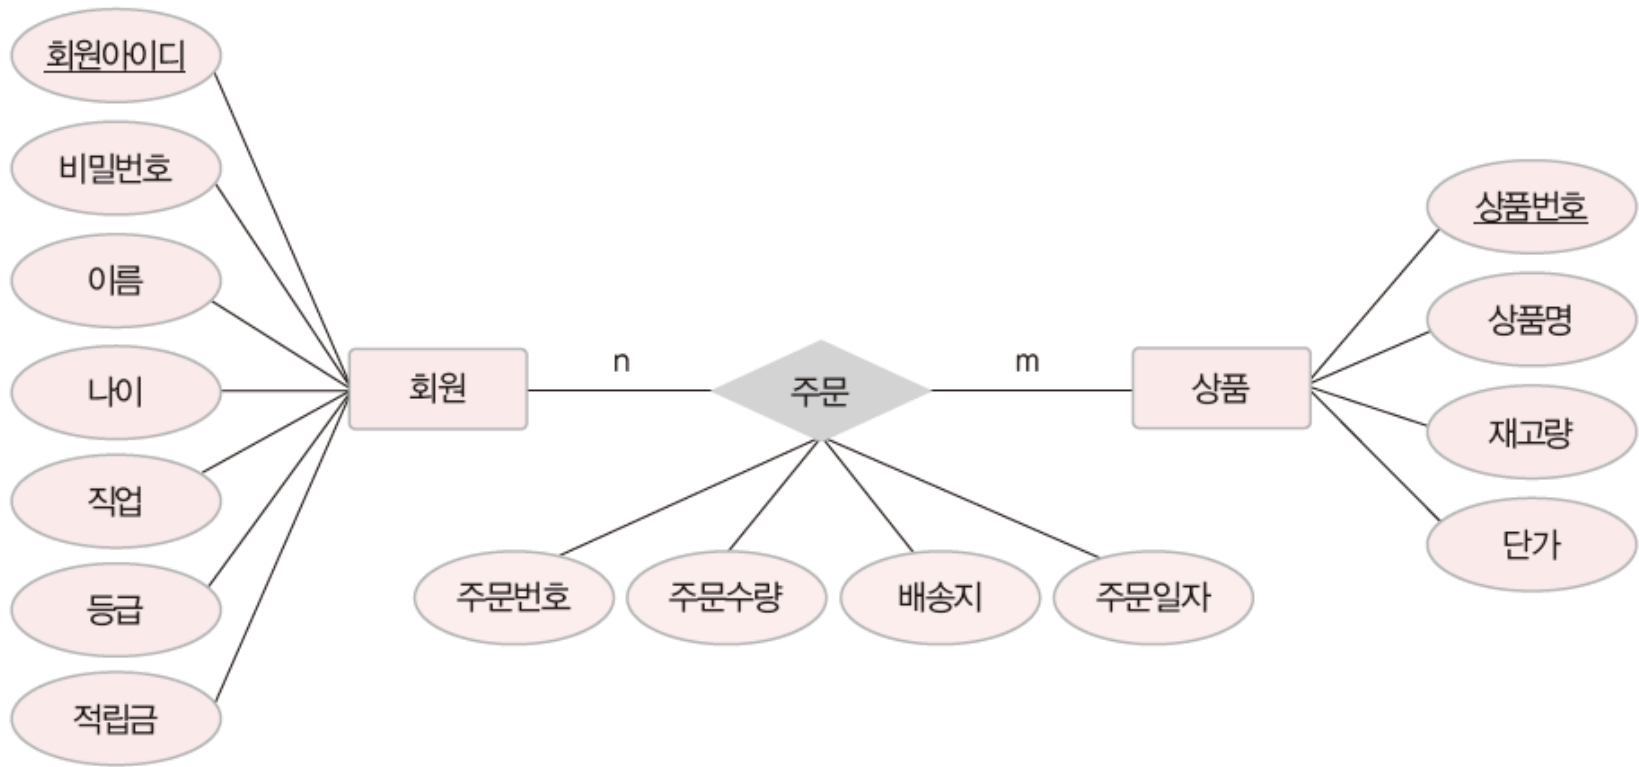 회원아이디
비밀번호
이름
나이
직업
등급
적립금
회원
n
주문
m
상품
주문번호
주문수량
배송지
주문일자
상품번호
상품명
재고량
단가